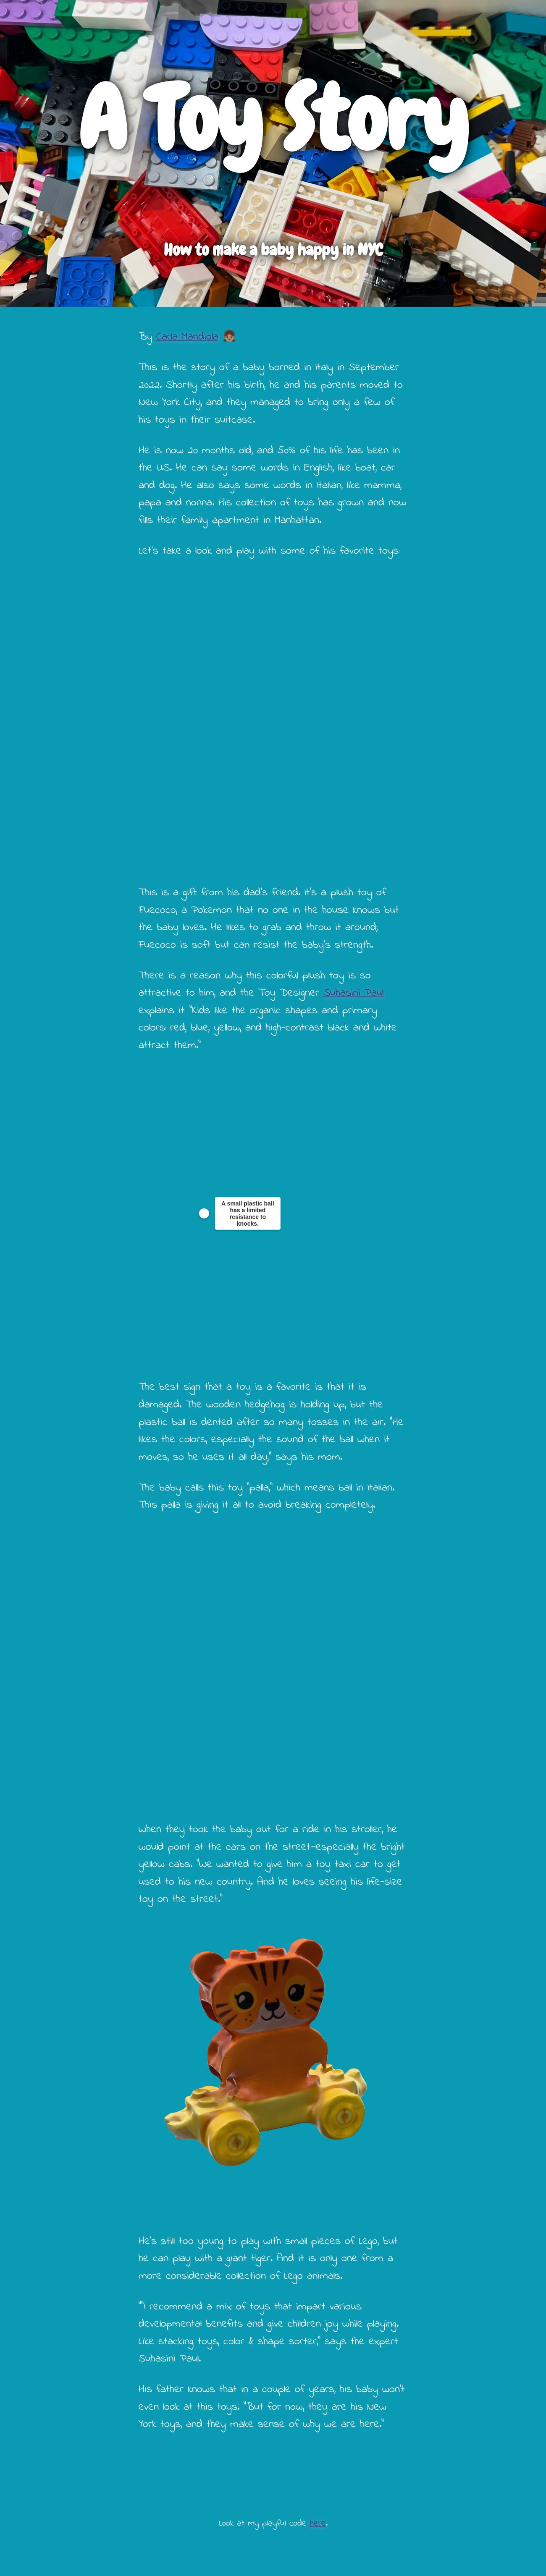 A Toy Story
How to make a baby happy in NYC
By Carla Mandiola
This is the story of a baby borned in Italy in September
2022. Shortly after his birth, he and his parents moved to
New York City, and they managed to bring only a few of
his toys in their suitcase.
He is now 20 months old, and 50% of his life has been in
the US. He can say some words in English, like boat, car
and dog. He also says some words in Italian, like mamma,
papa and nonna. His collection of toys has grown and now
fills their family apartment in Manhattan.
Let's take a look and play with some of his favorite toys:
This is a gift from his dad's friend. It's a plush toy of
Fuecoco, a Pokemon that no one in the house knows but
the baby loves. He likes to grab and throw it around;
Fuecoco is soft but can resist the baby's strength.
There is a reason why this colorful plush toy is so
attractive to him, and the Toy Designer Suhasini Paul
explains it: "Kids like the organic shapes and primary
colors: red, blue, yellow, and high-contrast black and white
attract them."
A small plastic ball
has a limited
resistance to
knocks.
The best sign that a toy is a favorite is that it is
damaged. The wooden hedgehog is holding up, but the
plastic ball is dented after so many tosses in the air. "He
likes the colors, especially the sound of the ball when it
moves, so he uses it all day," says his mom.
The baby calls this toy "palla," which means ball in Italian.
This palla is giving it all to avoid breaking completely.
When they took the baby out for a ride in his stroller, he
would point at the cars on the street—especially the bright
yellow cabs. "We wanted to give him a toy taxi car to get
used to his new country. And he loves seeing his life-size
toy on the street."
He's still too young to play with small pieces of Lego, but
he can play with a giant tiger. And it is only one from a
more considerable collection of Lego animals.
""I recommend a mix of toys that impart various
developmental benefits and give children joy while playing.
Like stacking toys, color & shape sorter," says the expert
Suhasini Paul.
His father knows that in a couple of years, his baby won't
even look at this toys. "But for now, they are his New
York toys, and they make sense of why we are here."
Look at my playful code here.